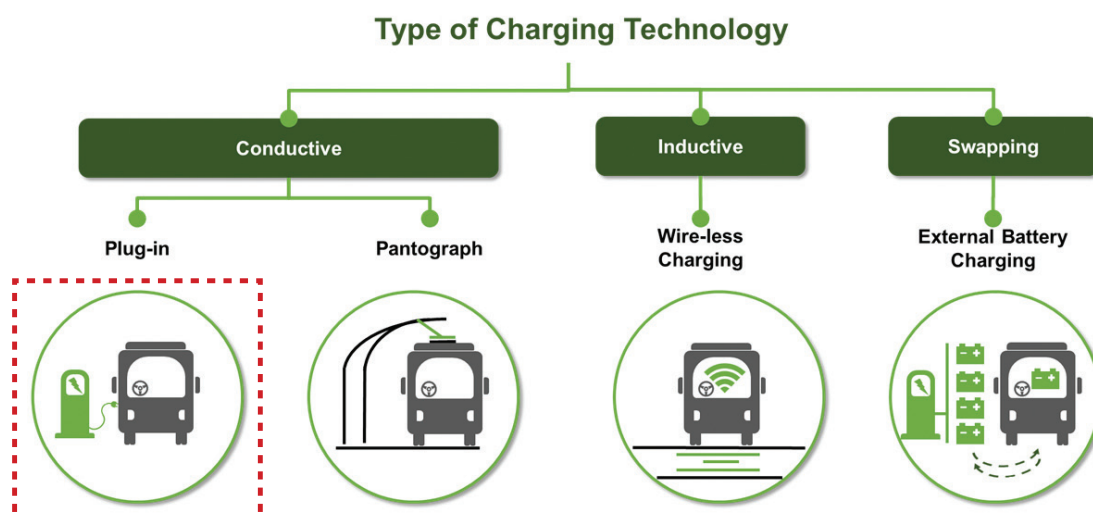 Type of Charging Technology
Conductive
Inductive
Swapping
Plug-in
Pantograph
Wire-less
Charging
External Battery
Charging